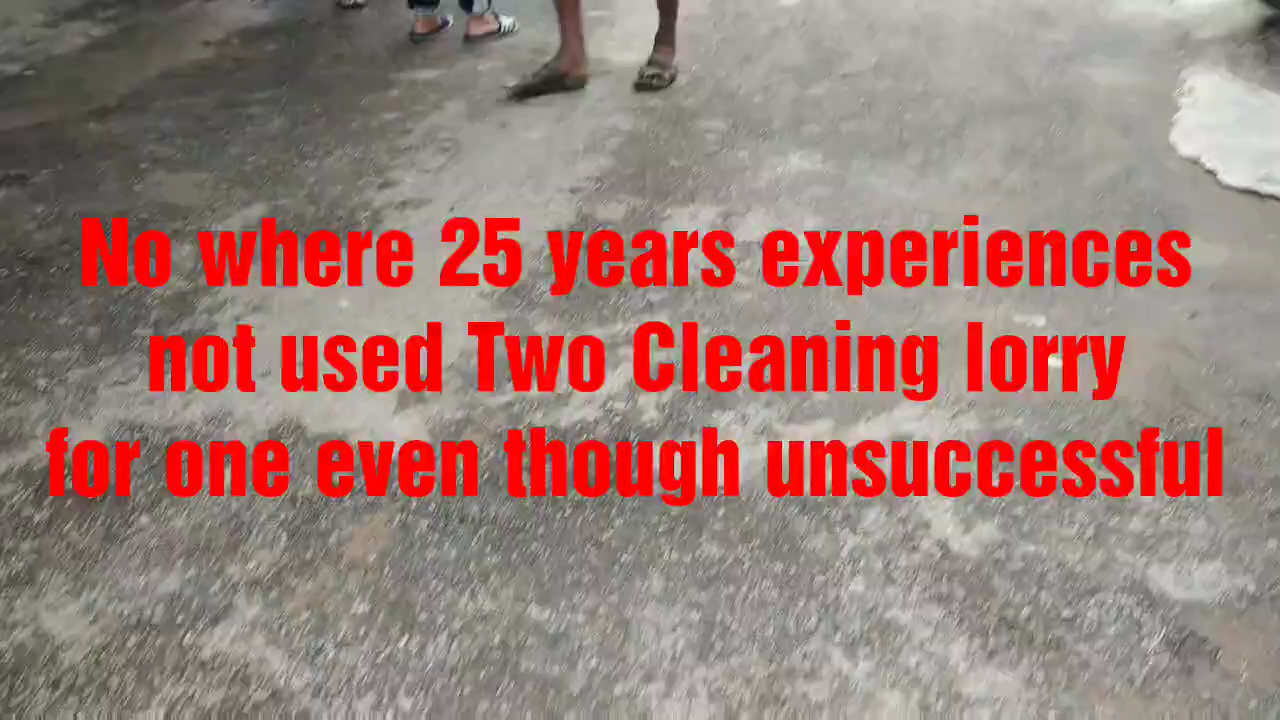 No where 25 years experiences
not used Two Cleaning lorry
for one even though unsuccessful